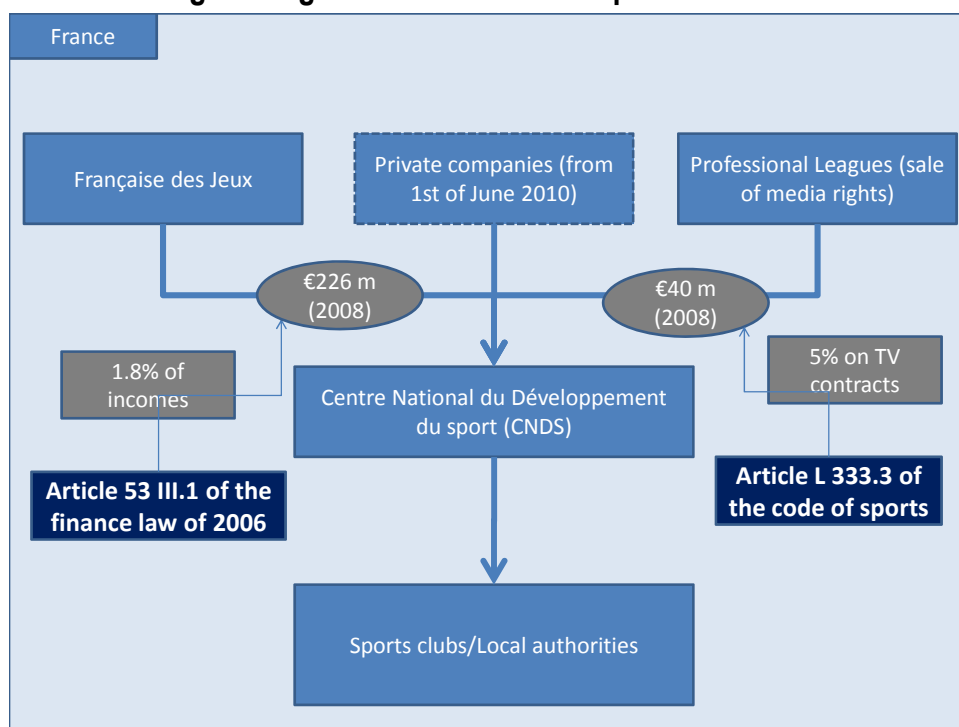 France
Française des Jeux
Private companies (from
1st of June 2010)
Professional Leagues (sale
of media rights)
€226 m
(2008)
€40 m
(2008)
1.8% of
incomes
5% on TV
contracts
Centre National du Développement
du sport (CNDS)
Article 53 III.1 of the
finance law of 2006
Article L 333.3 of
the code of sports
Sports clubs/Local authorities